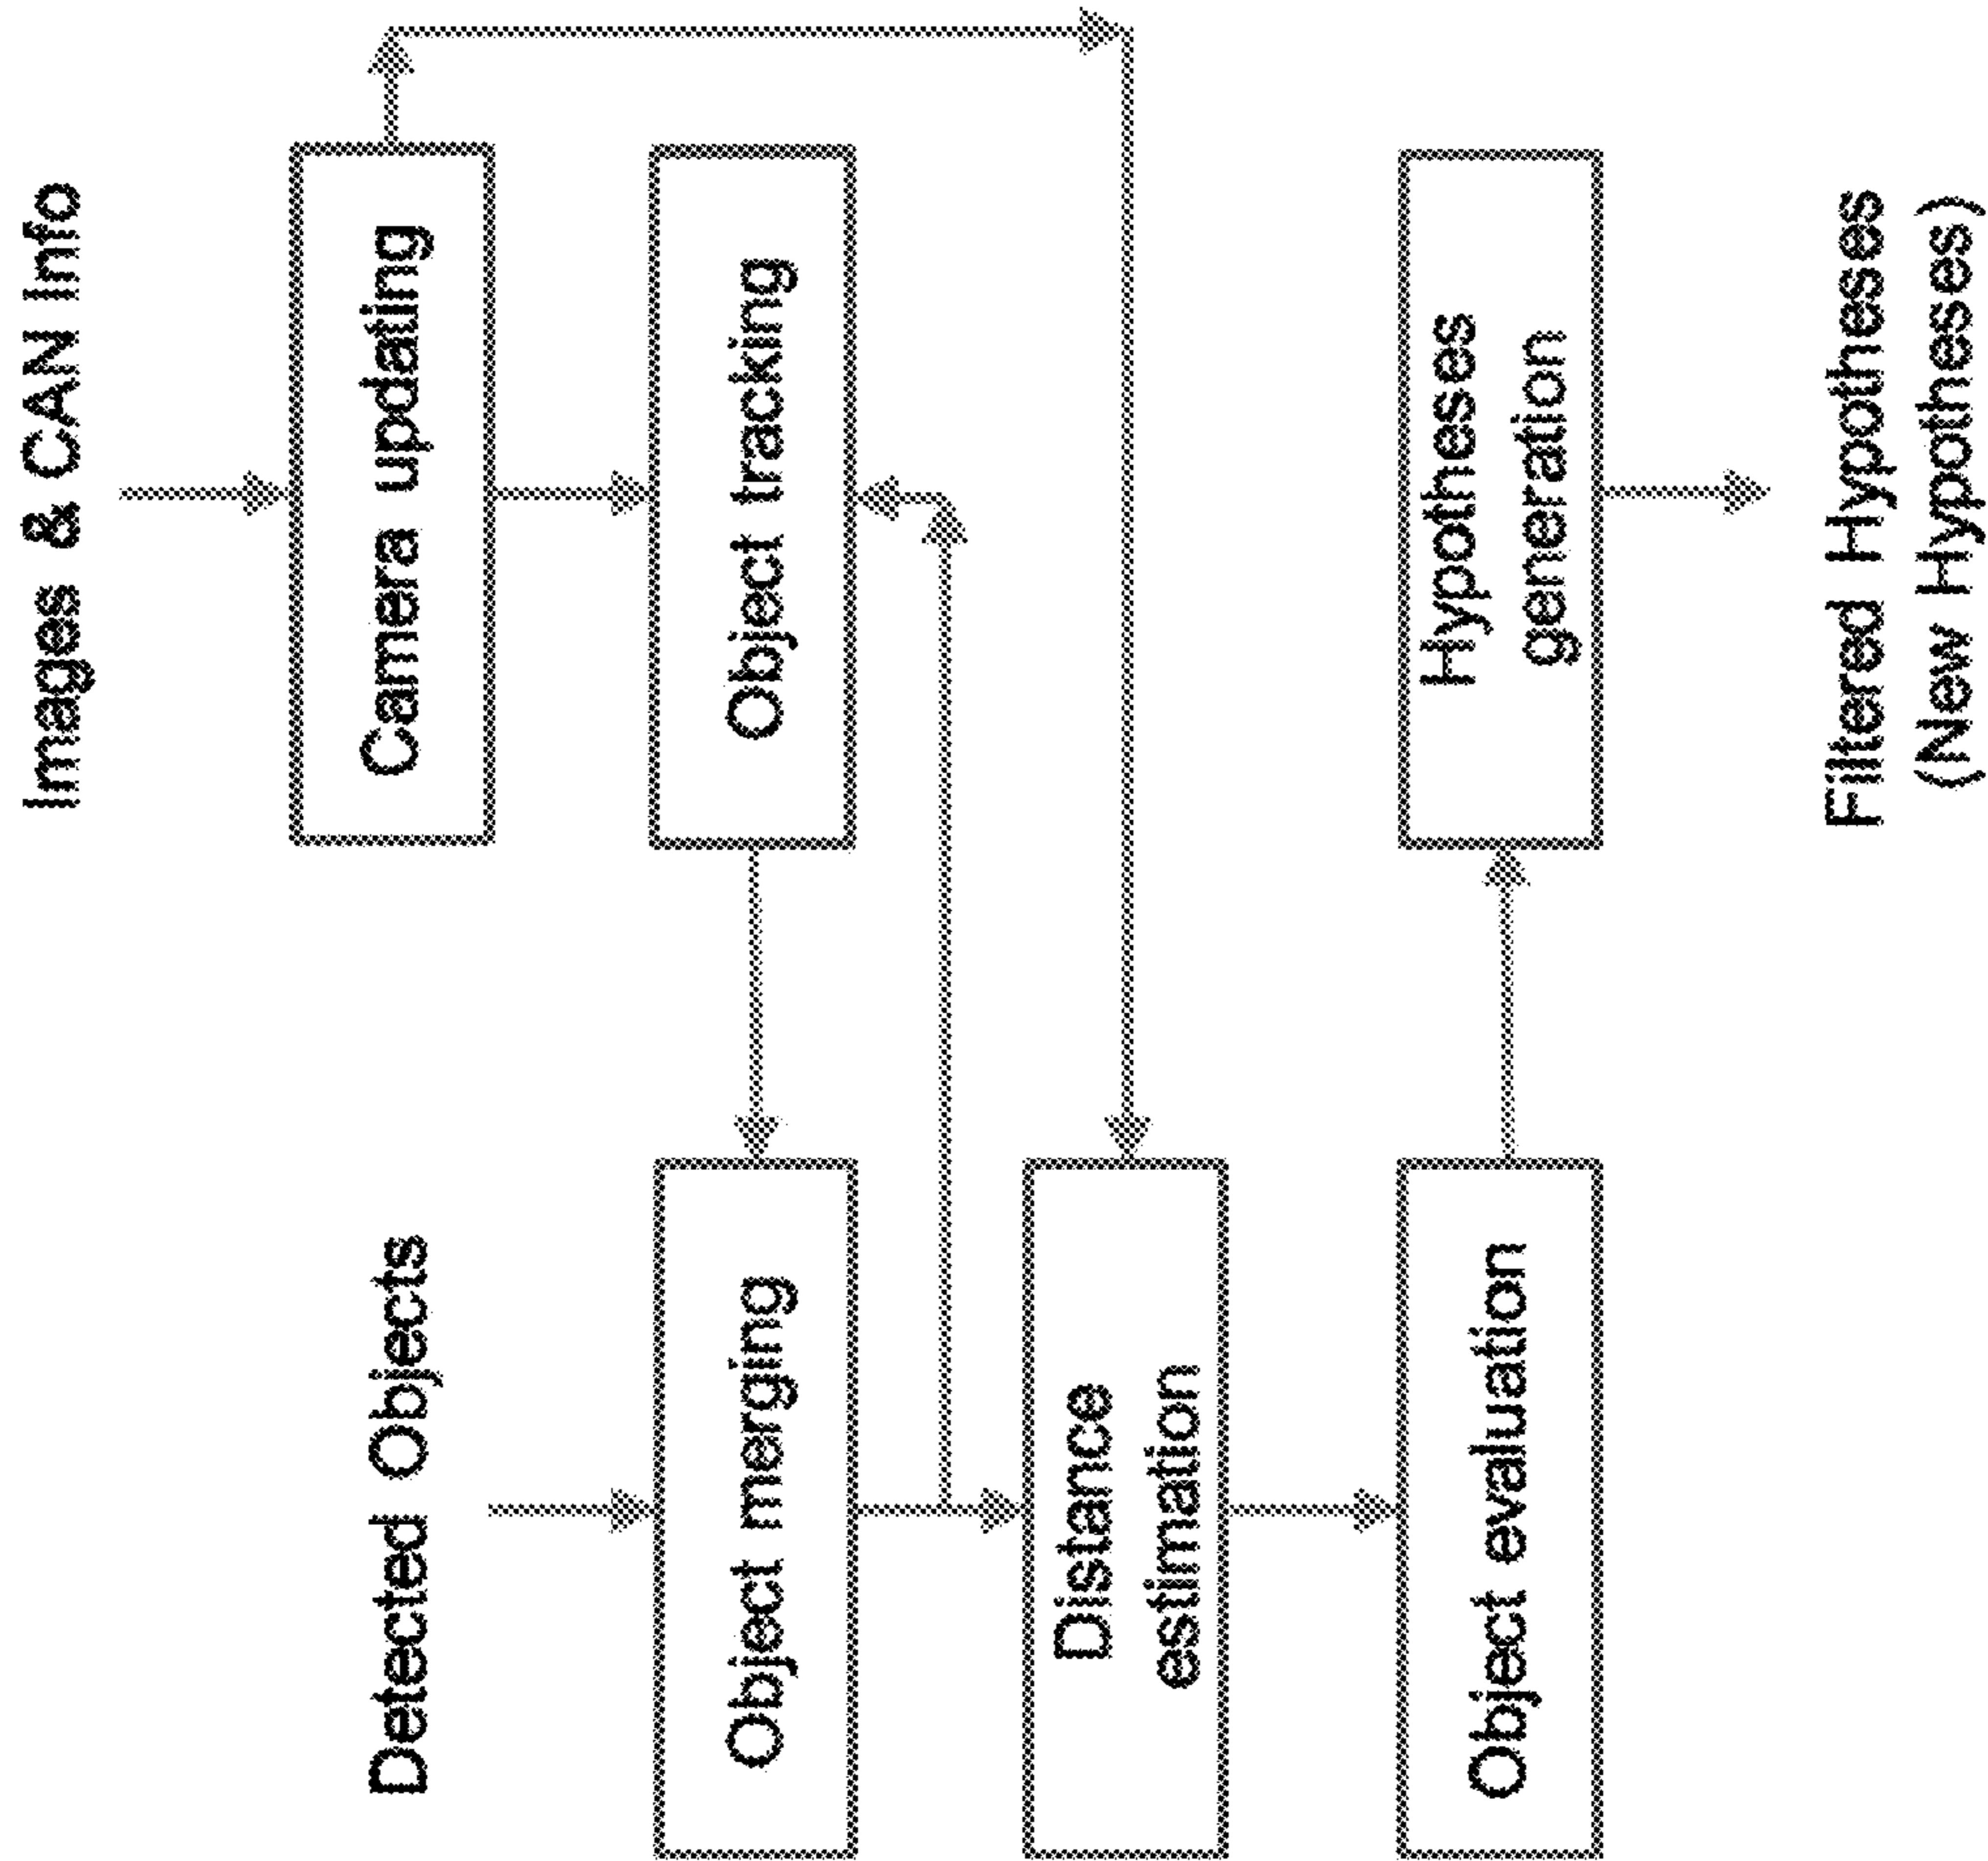 Images & CAN Info
Camera updating
Detected Objects
Object tracking
Object merging
Distance
estimation
Hypotheses
generation
Object evaluation
Filtered Hypotheses
(New Hypotheses)